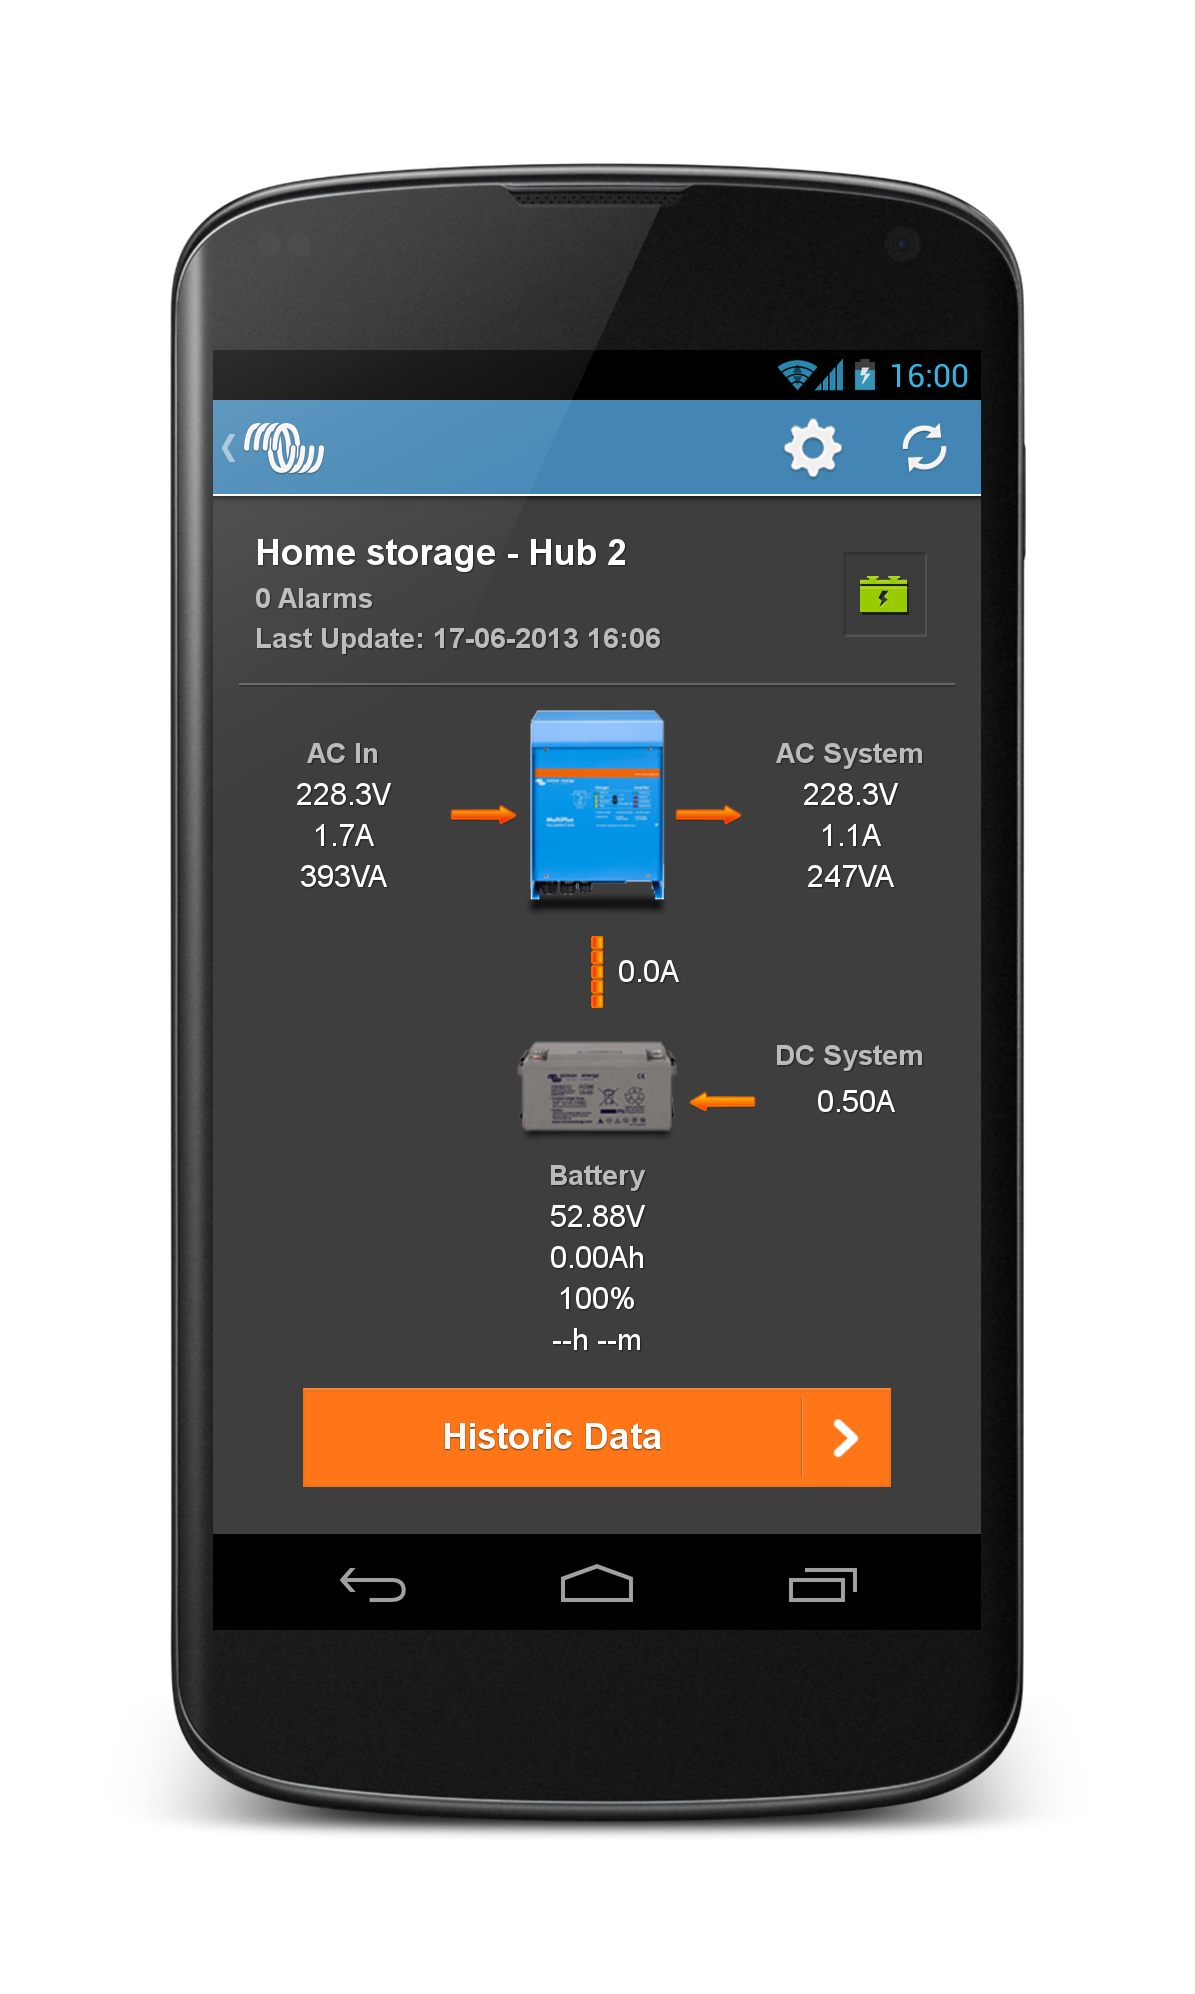 16:00
Home storage - Hub 2
0 Alarms
Last Update: 17-06-2013 16:06
AC In
228.3V
1.7A
393VA
AC System
228.3V
1.1A
247VA
MultiPlus
0.0A
DC System
0.50A
Battery
52.88V
0.00Ah
100%
--h --m
Historic Data